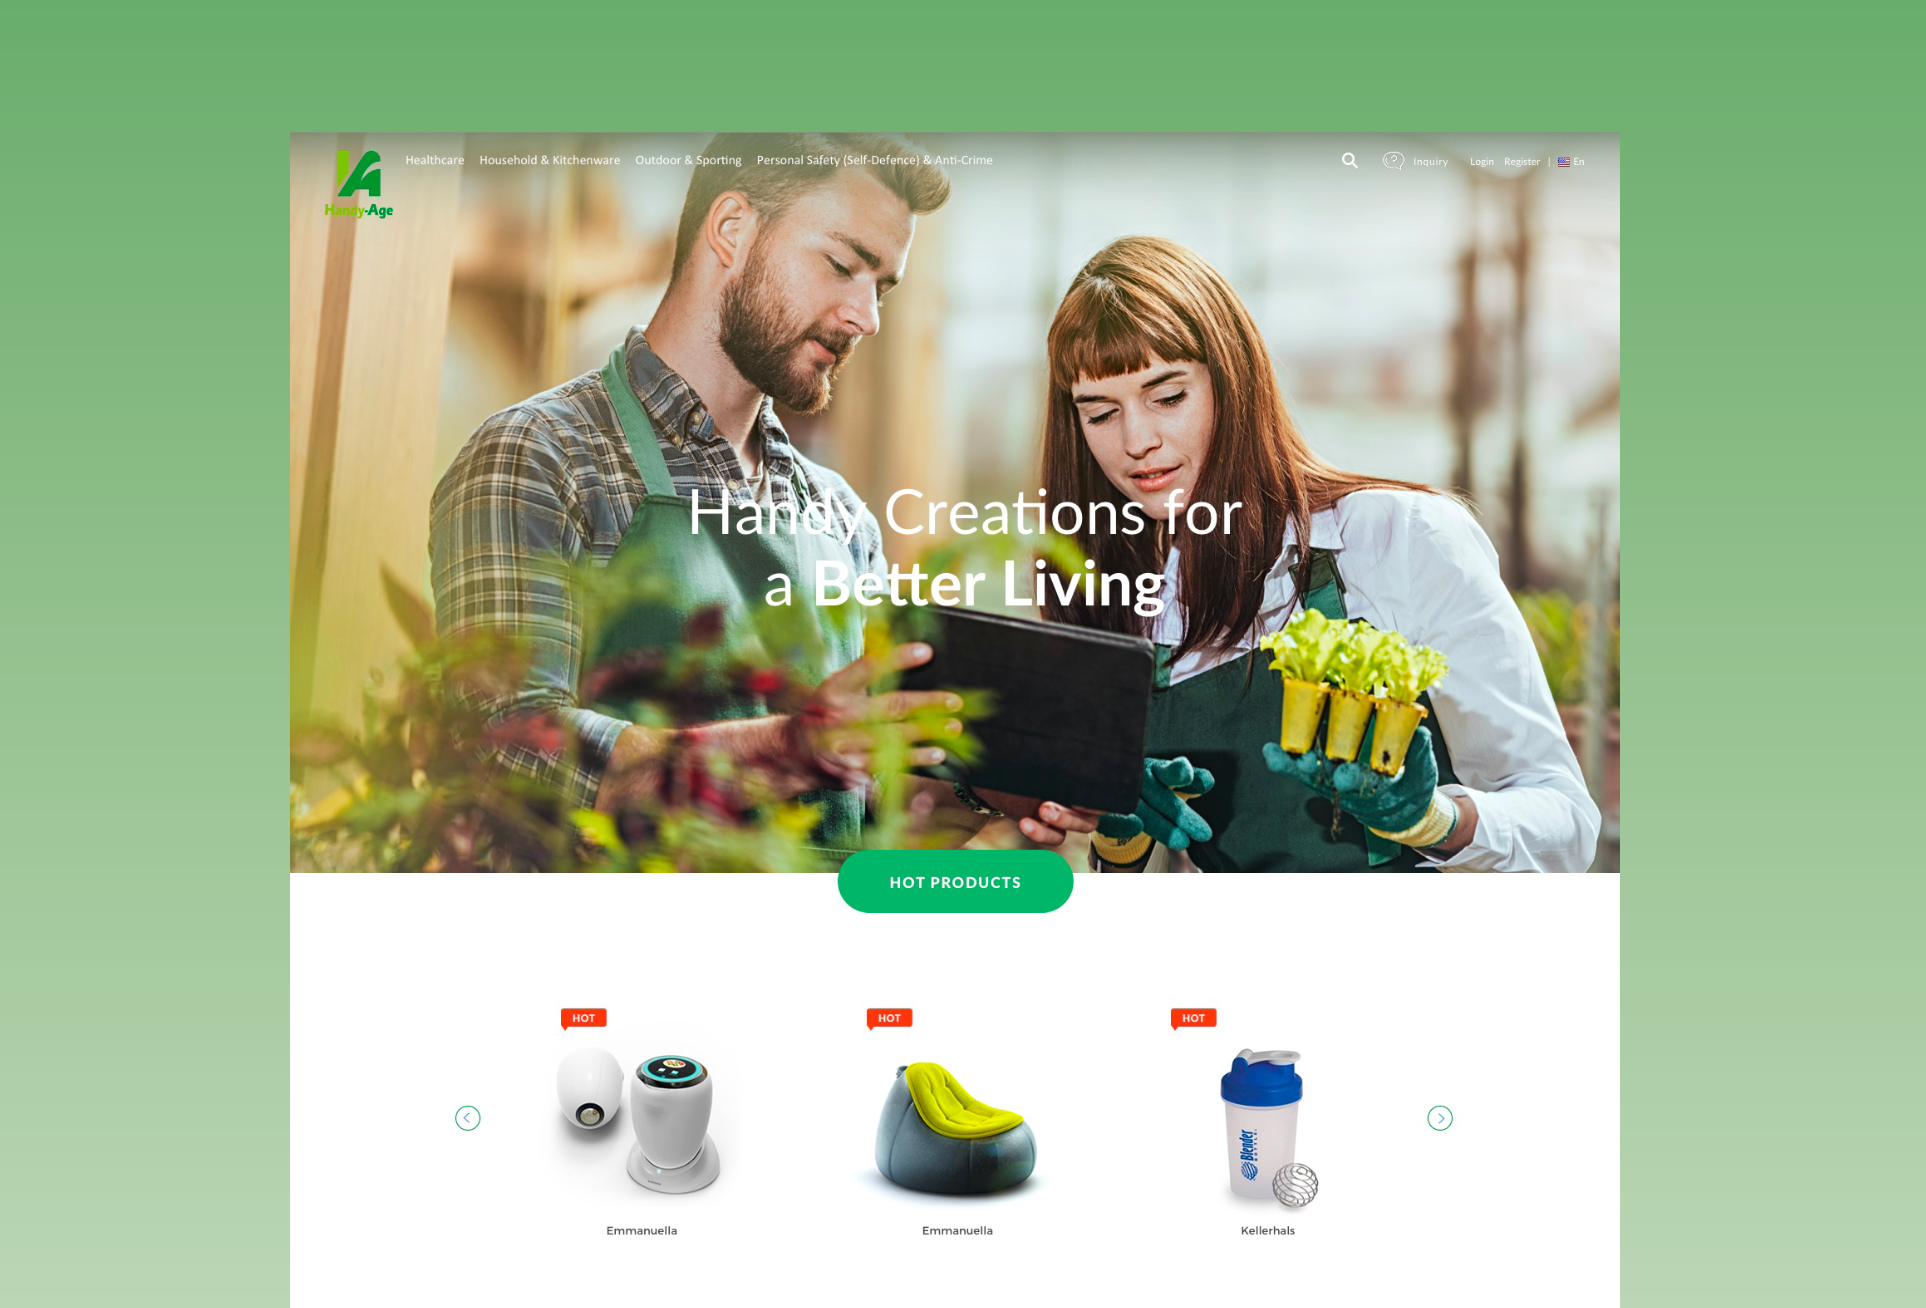 Healthcare Household & Kitchenware Outdoor & Sporting Personal Safety (Self-Defence) & Anti-Crime
Inquiry Login Register | En
Handy-Age
Handy Creations for
a Better Living
HOT PRODUCTS
HOT HOT HOT
Blender
BOTTLE
Emmanuella Emmanuella Kellerhals